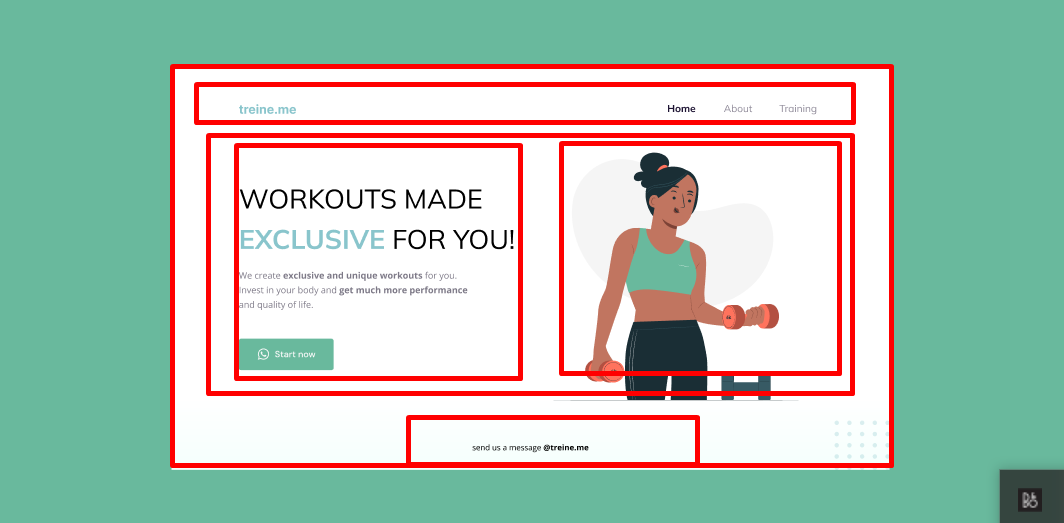 treine.me
Home About Training
WORKOUTS MADE
EXCLUSIVE FOR YOU!
We create exclusive and unique workouts for you.
Invest in your body and get much more performance
and quality of life.
Start now
send us a message @treine.me